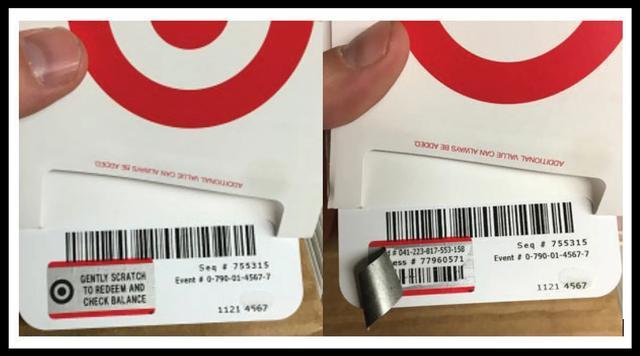 ADDITIONAL VALUE CAN ALWAYS BE ADDED
Seq # 755315
Event # 0-790-01-4567-7
GENTLY SCRATCH
TO REDEEM AND
CHECK BALANCE
1121 4567
ADDITIONAL VALUE CAN ALWAYS BE ADDED
Seq # 755315
Event # 0-790-01-4567-7
# 041-223-817-553-158
ess # 77960571
1121 4567